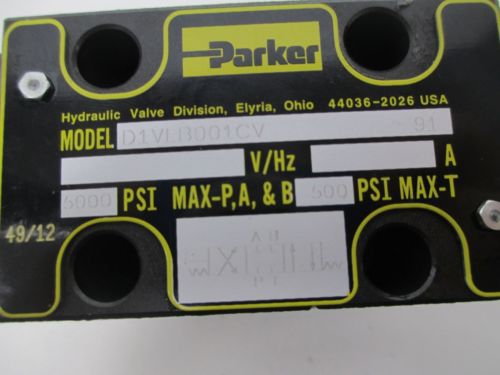 Parker
Hydraulic Valve Division, Elyria, Ohio 44036-2026 USA
MODEL D1VLB001CV 91
V/Hz A
5000 PSI MAX-P,A, & B 500 PSI MAX-T
49/12
A B
P T